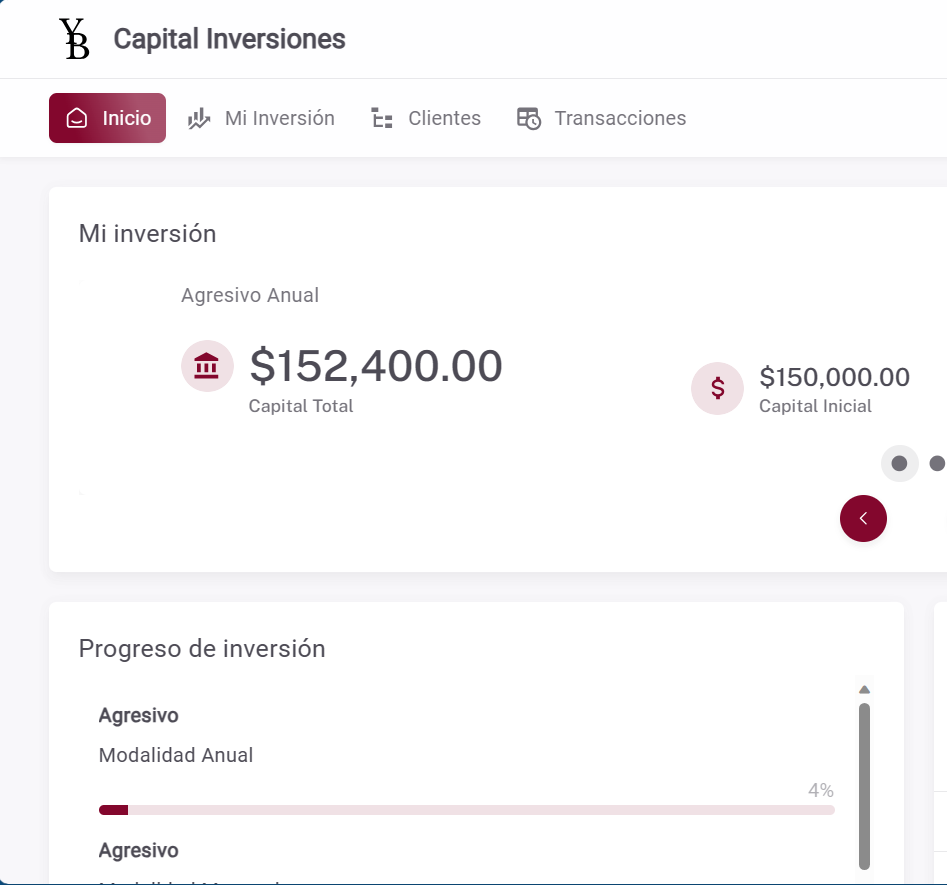 YB Capital Inversiones
Inicio Mi Inversión Clientes Transacciones
Mi inversión
Agresivo Anual
$152,400.00
Capital Total
$ $150,000.00
Capital Inicial
Progreso de inversión
Agresivo
Modalidad Anual
4%
Agresivo